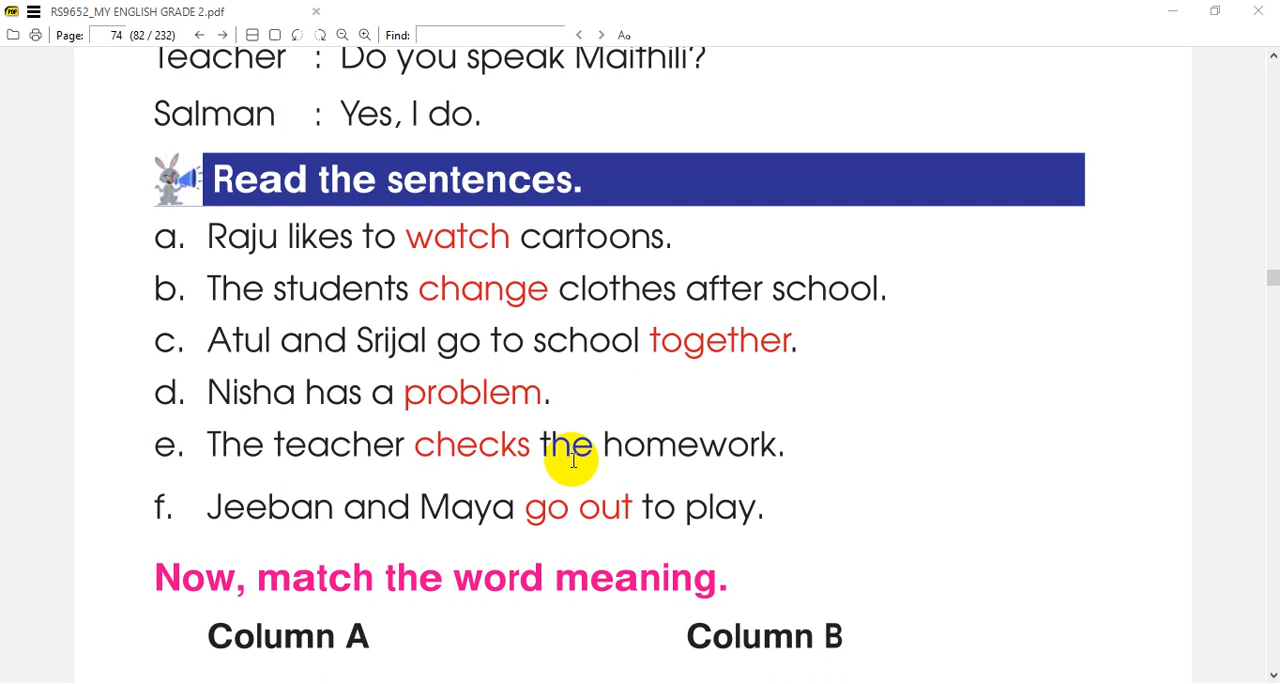 RS9652_MY ENGLISH GRADE 2.pdf
Page: 74 (82 / 232) Find: Aa
Teacher : Do you speak Maithili?
Salman : Yes, I do.
Read the sentences.
a. Raju likes to watch cartoons.
b. The students change clothes after school.
c. Atul and Srijal go to school together.
d. Nisha has a problem.
e. The teacher checks the homework.
f. Jeeban and Maya go out to play.
Now, match the word meaning.
Column A Column B